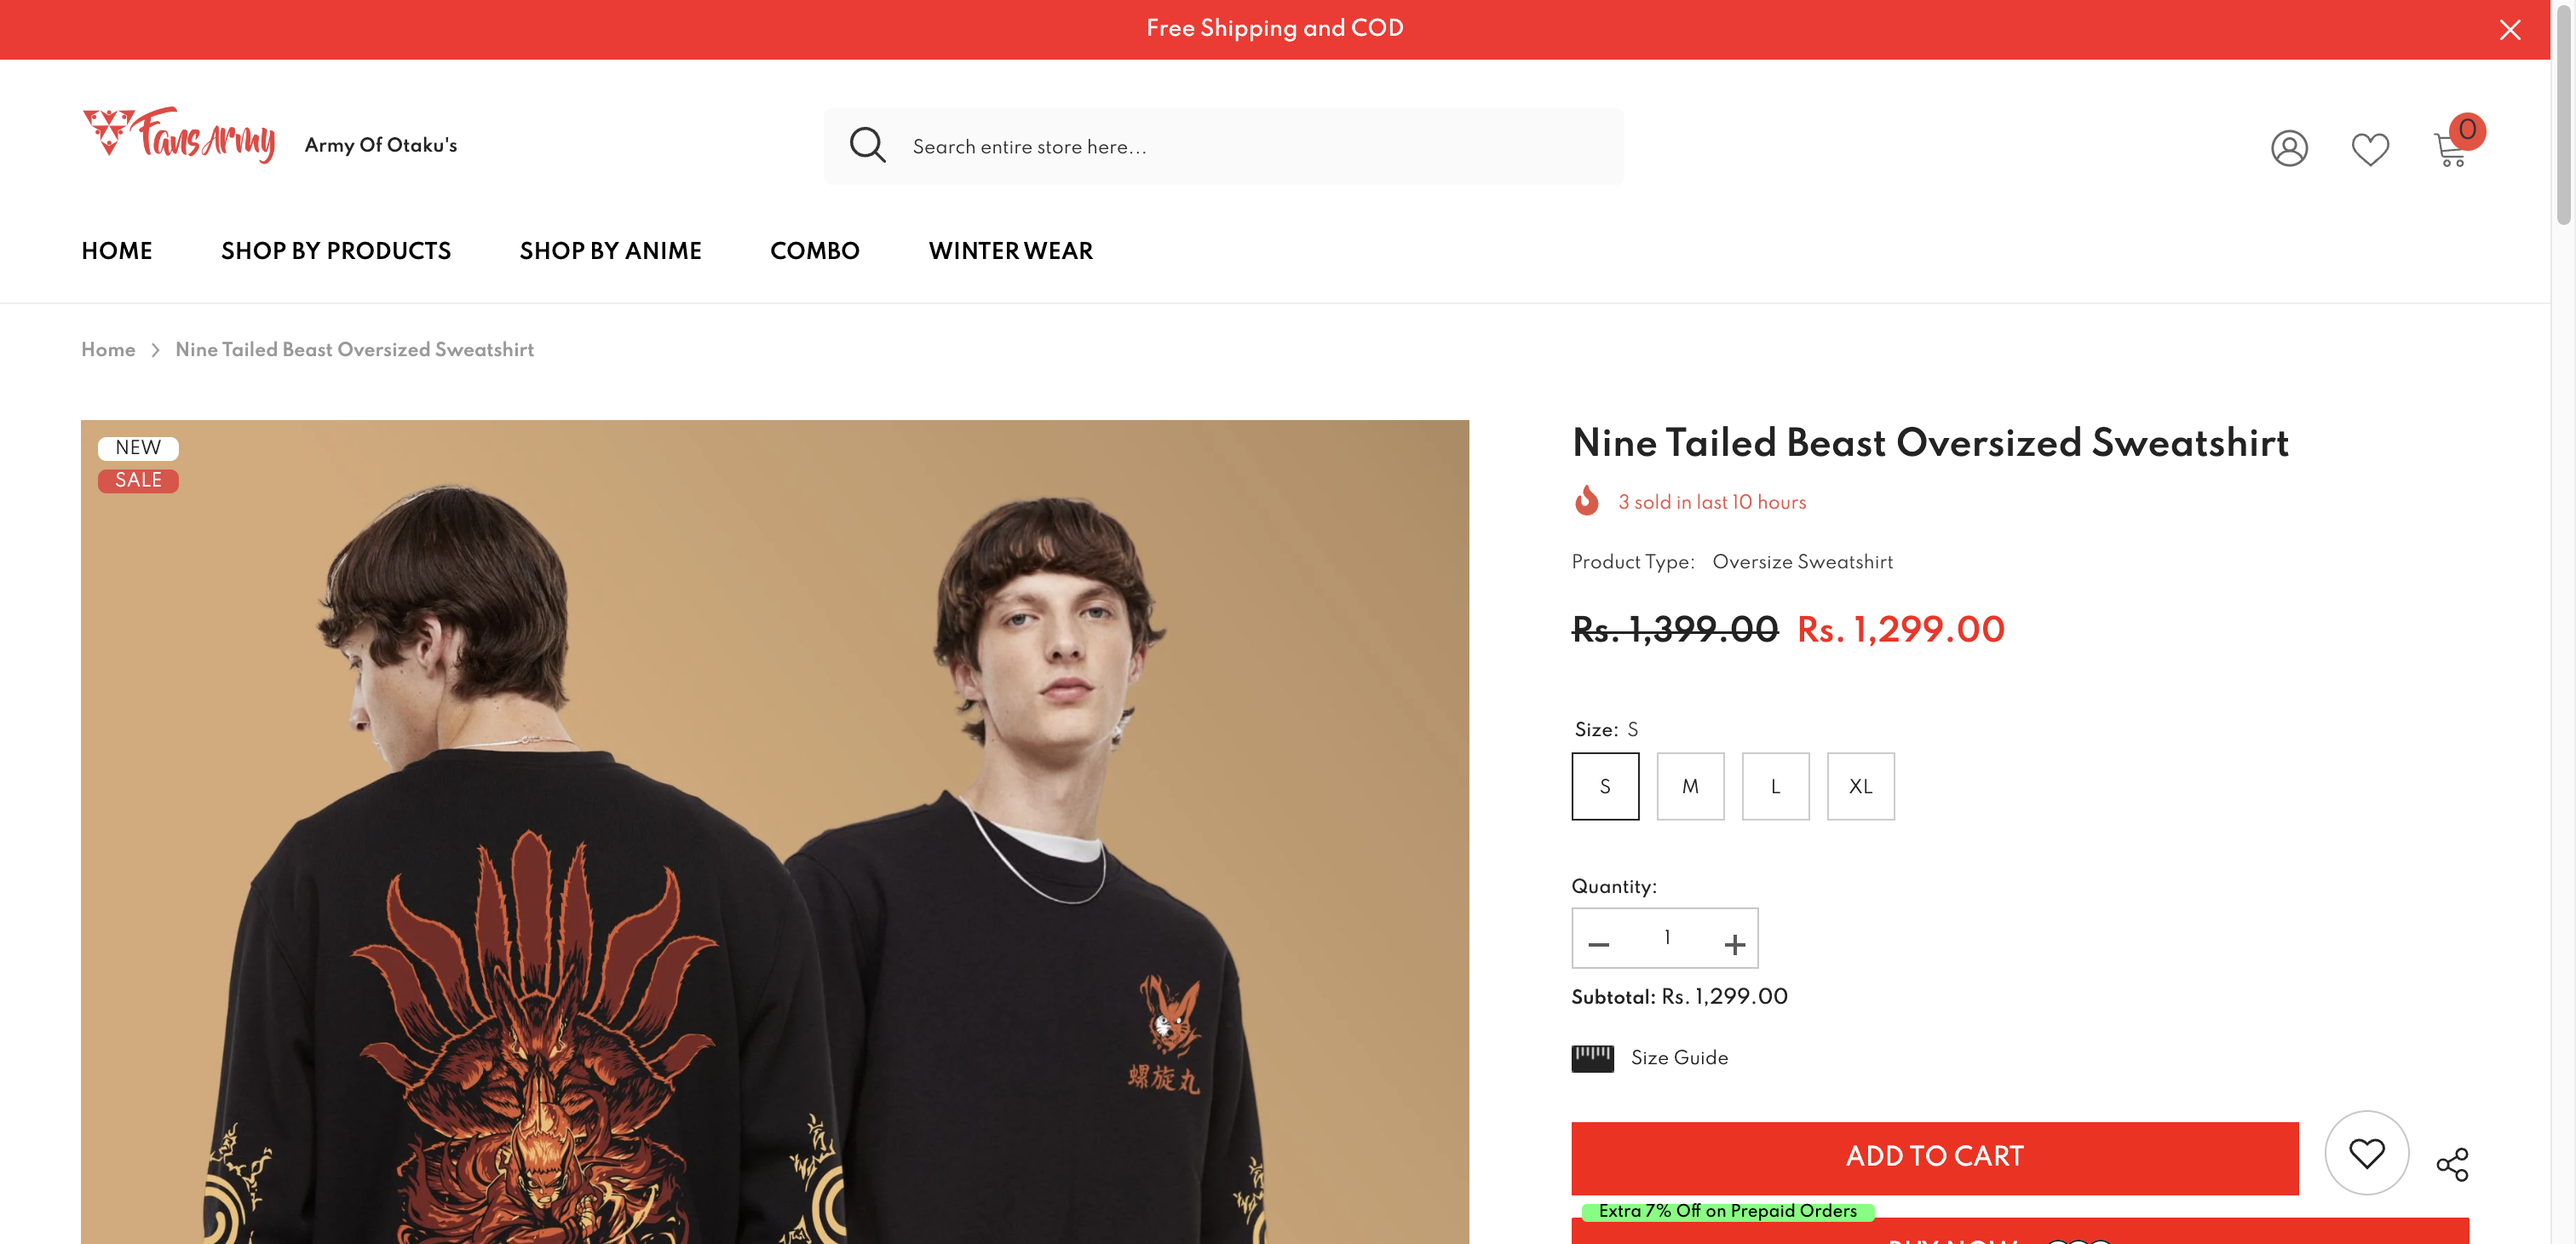 Free Shipping and COD
Fans Army
Army Of Otaku's
Search entire store here...
0
HOME
SHOP BY PRODUCTS
SHOP BY ANIME
COMBO
WINTER WEAR
Home
Nine Tailed Beast Oversized Sweatshirt
NEW
SALE
螺旋丸
Nine Tailed Beast Oversized Sweatshirt
3 sold in last 10 hours
Product Type: Oversize Sweatshirt
Rs. 1,399.00 Rs. 1,299.00
Size: S
S
M
L
XL
Quantity:
1
Subtotal: Rs. 1,299.00
Size Guide
ADD TO CART
Extra 7% Off on Prepaid Orders
BUY NOW